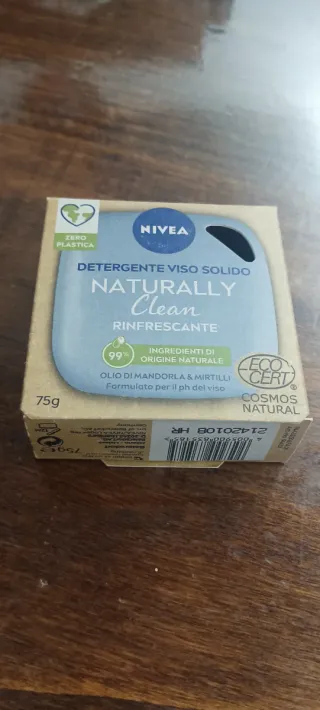 NIVEA
ZERO
PLASTICA
DETERGENTE VISO SOLIDO
NATURALLY
Clean
RINFRESCANTE
99%
INGREDIENTI DI
ORIGINE NATURALE
OLIO DI MANDORLA & MIRTILLI
Formulato per il pH del viso
ECO
CERT®
COSMOS
NATURAL
75g
21420108 HR
75g e